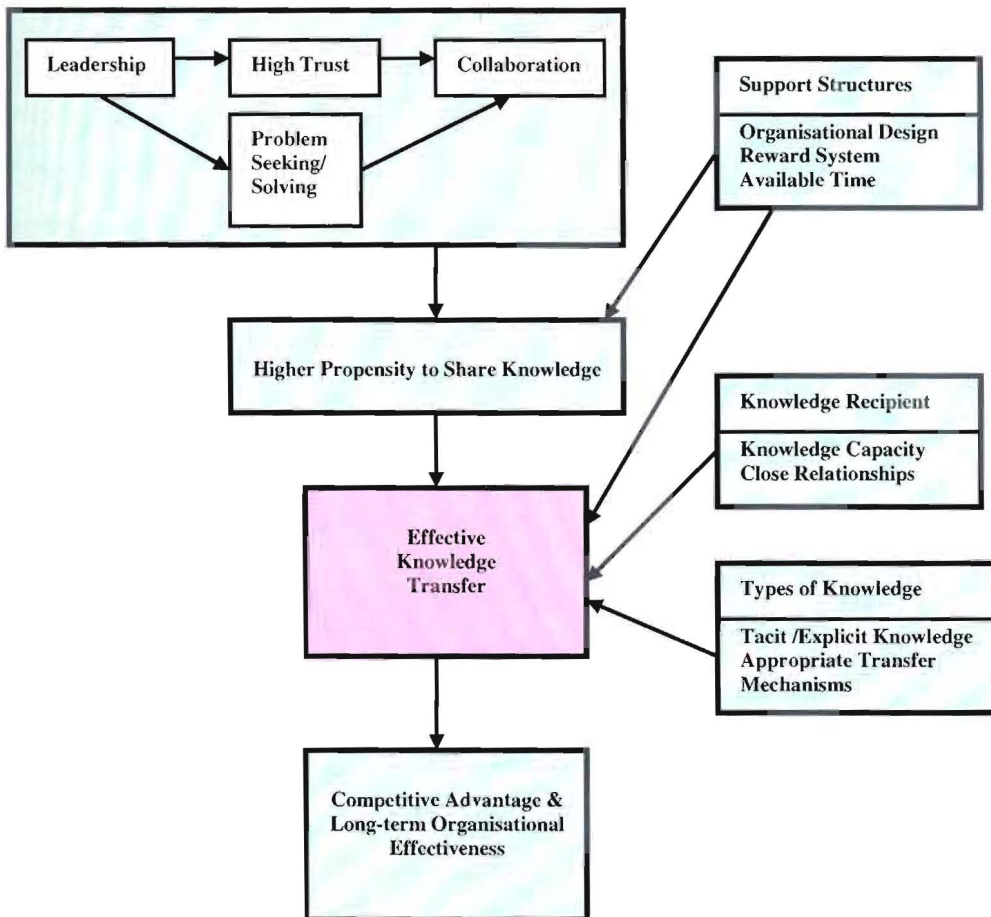 Leadership
High Trust
Collaboration
Problem
Seeking/
Solving
Support Structures
Organisational Design
Reward System
Available Time
Higher Propensity to Share Knowledge
Knowledge Recipient
Knowledge Capacity
Close Relationships
Effective
Knowledge
Transfer
Types of Knowledge
Tacit /Explicit Knowledge
Appropriate Transfer
Mechanisms
Competitive Advantage &
Long-term Organisational
Effectiveness